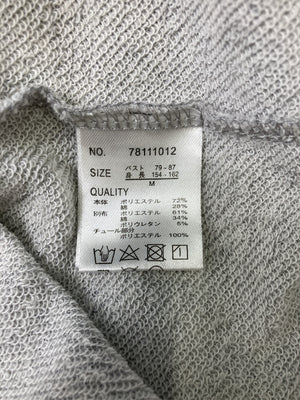 NO. 78111012
SIZE バスト 79-87
身長 154-162
M
QUALITY
本体 ポリエステル 72%
綿 28%
別布 ポリエステル 61%
綿 34%
ポリウレタン 5%
チュール部分
ポリエステル 100%